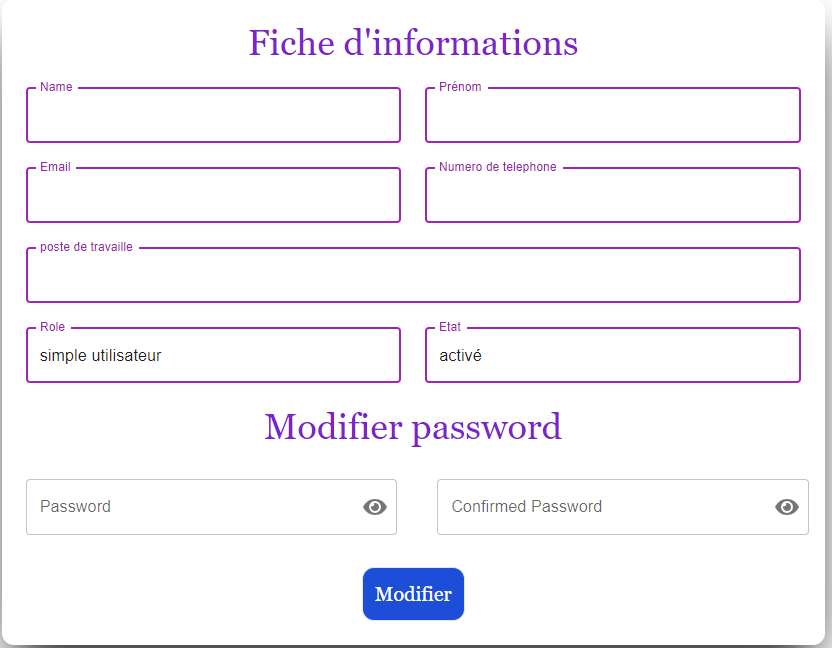 Fiche d'informations
Name
Prénom
Email
Numero de telephone
poste de travaille
Role
simple utilisateur
Etat
activé
Modifier password
Password
Confirmed Password
Modifier